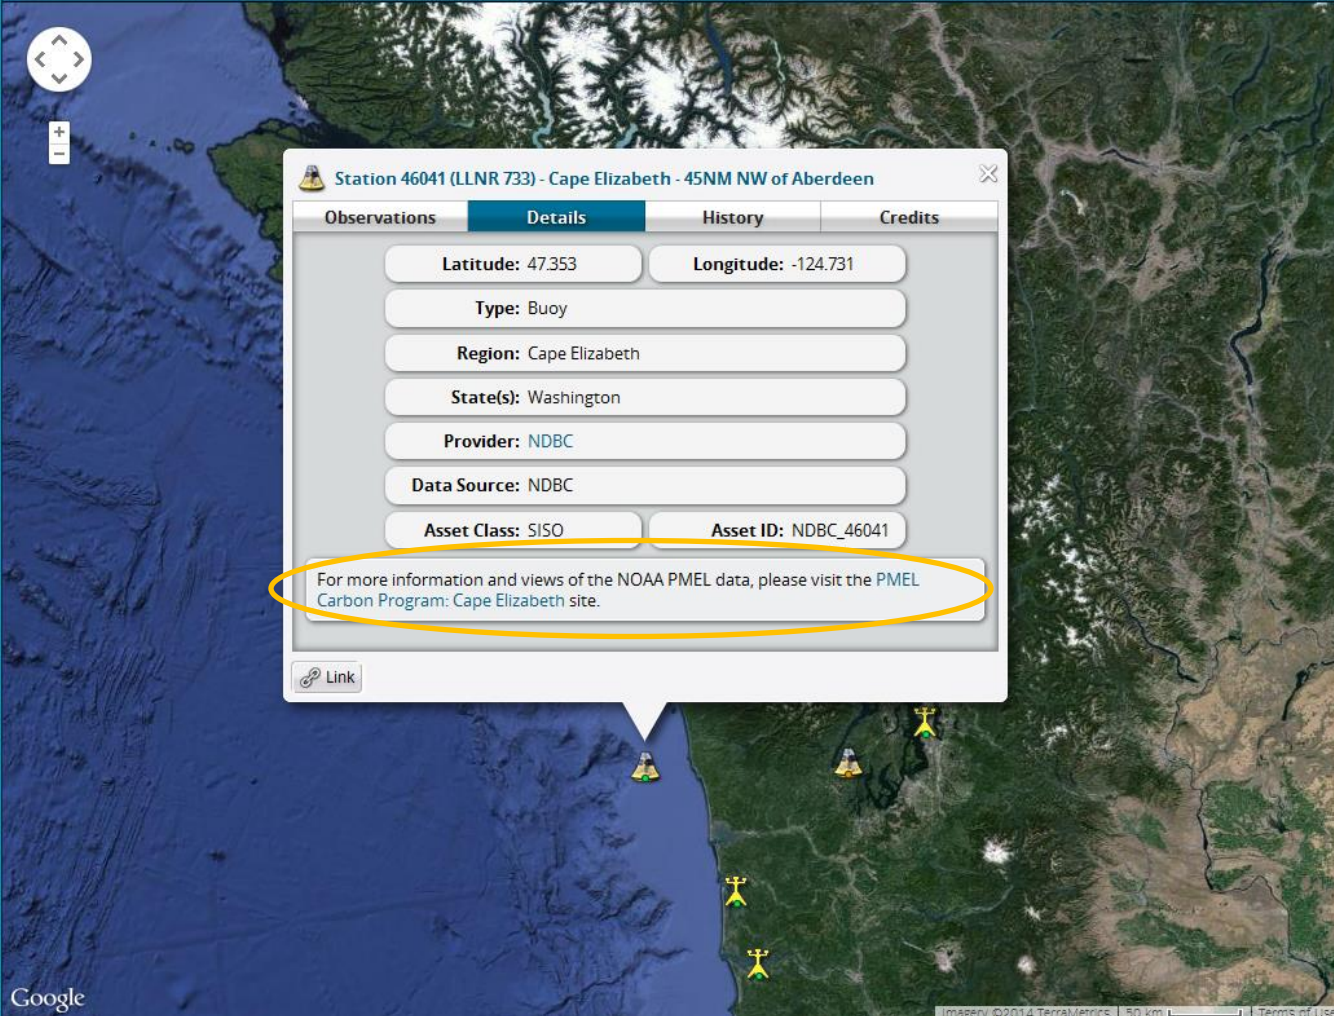 Station 46041 (LLNR 733) - Cape Elizabeth - 45NM NW of Aberdeen
Observations Details History Credits
Latitude: 47.353 Longitude: -124.731
Type: Buoy
Region: Cape Elizabeth
State(s): Washington
Provider: NDBC
Data Source: NDBC
Asset Class: SISO Asset ID: NDBC_46041
For more information and views of the NOAA PMEL data, please visit the PMEL
Carbon Program: Cape Elizabeth site.
Link
Google
Imagery ©2014 TerraMetrics 50 km Terms of Use